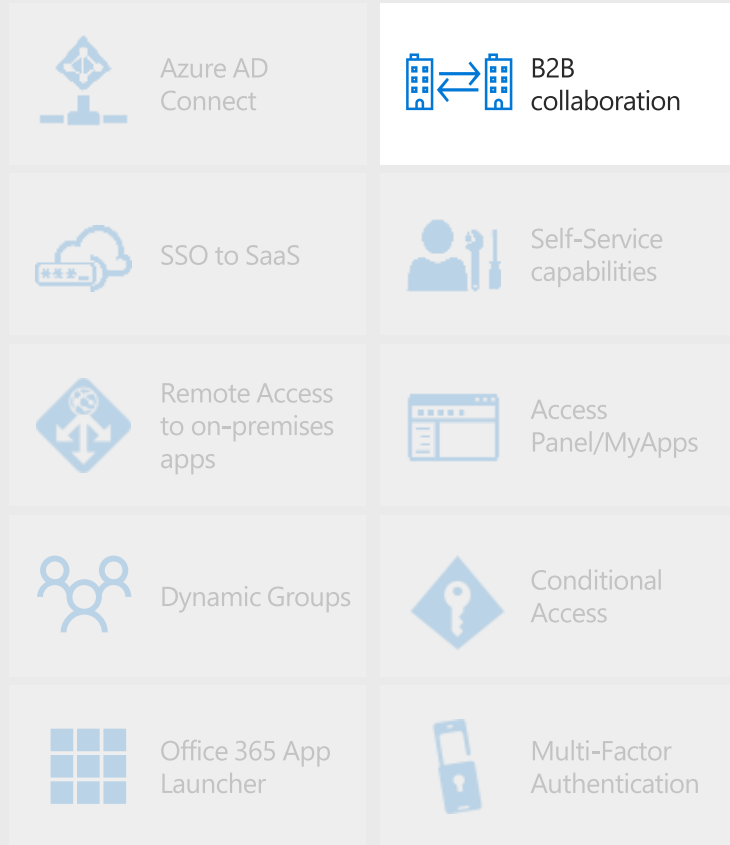 Azure AD
Connect
B2B
collaboration
SSO to SaaS
Self-Service
capabilities
Remote Access
to on-premises
apps
Access
Panel/MyApps
Dynamic Groups
Conditional
Access
Office 365 App
Launcher
Multi-Factor
Authentication